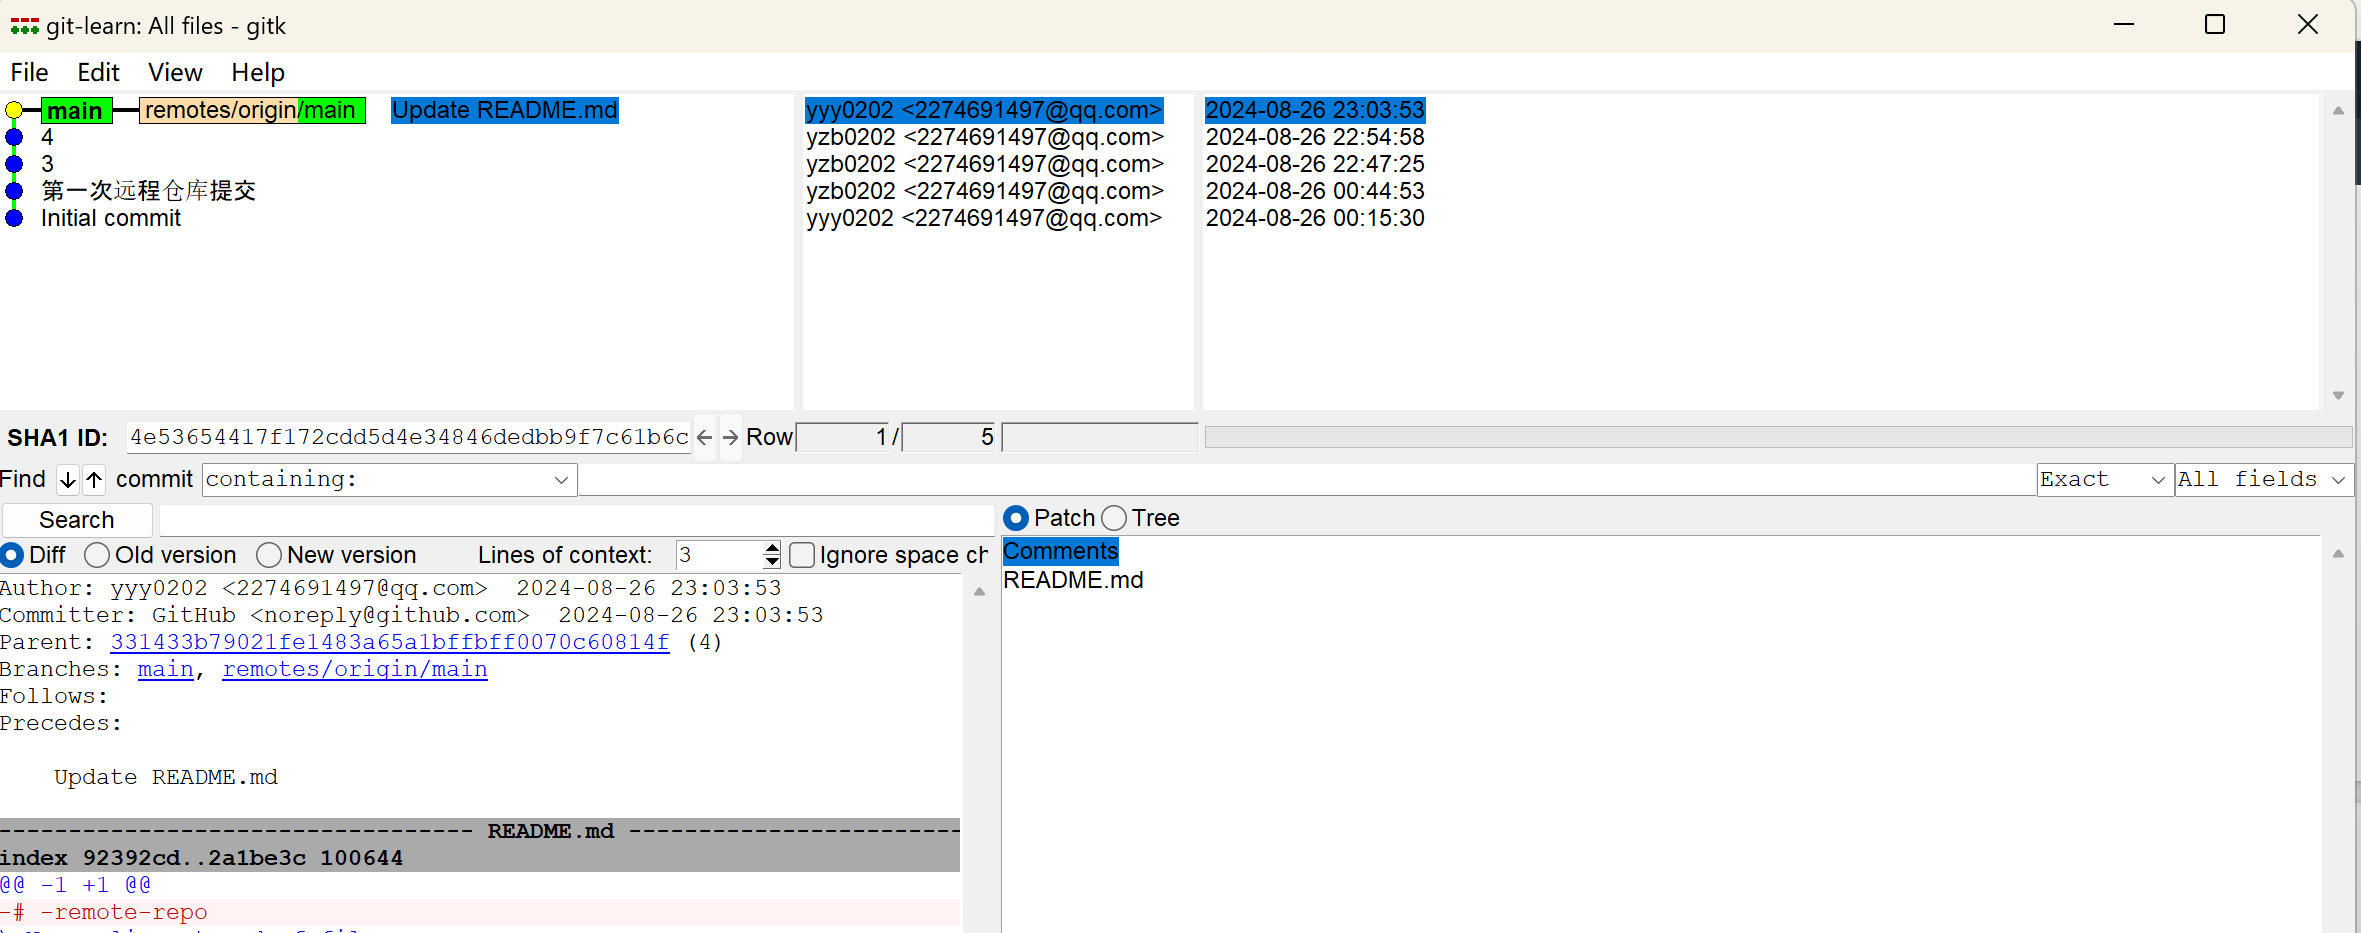 git-learn: All files - gitk
File Edit View Help
main remotes/origin/main Update README.md yyy0202 <2274691497@qq.com> 2024-08-26 23:03:53
4 yzb0202 <2274691497@qq.com> 2024-08-26 22:54:58
3 yzb0202 <2274691497@qq.com> 2024-08-26 22:47:25
第一次远程仓库提交 yzb0202 <2274691497@qq.com> 2024-08-26 00:44:53
Initial commit yyy0202 <2274691497@qq.com> 2024-08-26 00:15:30
SHA1 ID: 4e53654417f172cdd5d4e34846dedbb9f7c61b6c Row 1 / 5
Find commit containing: Exact All fields
Search
Patch Tree
Diff Old version New version Lines of context: 3 Ignore space ch
Comments
README.md
Author: yyy0202 <2274691497@qq.com> 2024-08-26 23:03:53
Committer: GitHub <noreply@github.com> 2024-08-26 23:03:53
Parent: 331433b79021fe1483a65a1bffbff0070c60814f (4)
Branches: main, remotes/origin/main
Follows:
Precedes:
Update README.md
---------------------------------- README.md ------------------------
index 92392cd..2a1be3c 100644
@@ -1 +1 @@
-# -remote-repo